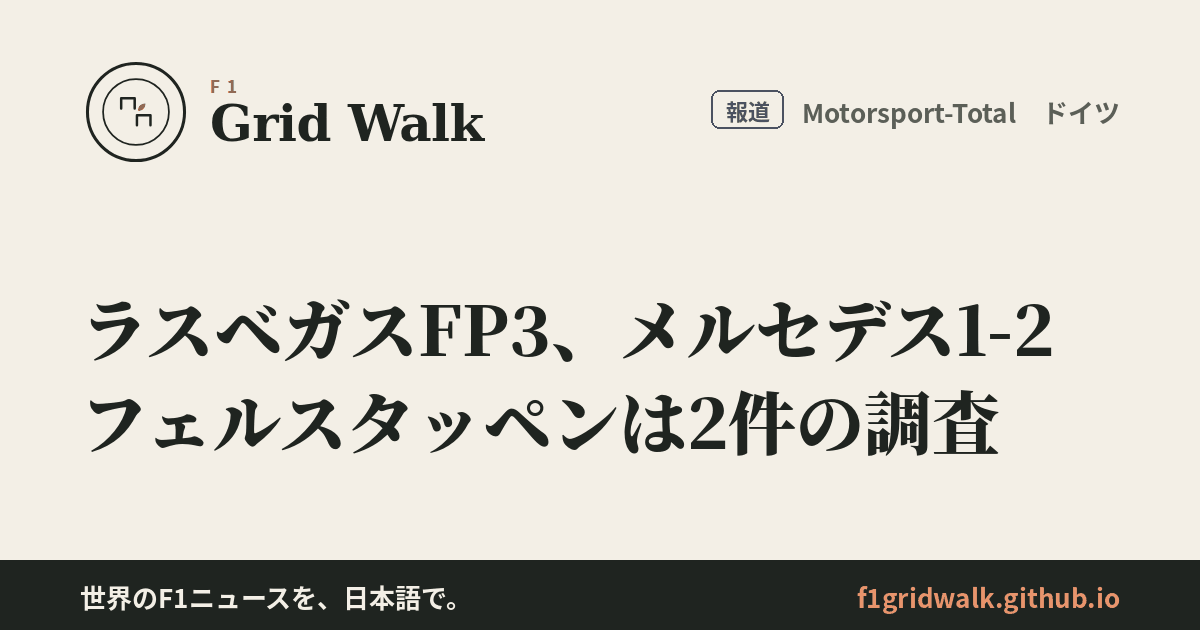 F1
Grid Walk
報道 Motorsport-Total ドイツ
ラスベガスFP3、メルセデス1-2
フェルスタッペンは2件の調査
世界のF1ニュースを、日本語で。
f1gridwalk.github.io